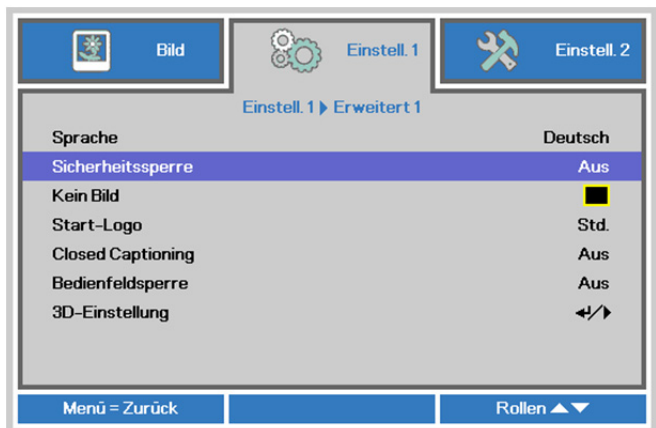 Bild Einstell. 1 Einstell. 2
Einstell. 1 Erweitert 1
Sprache Deutsch
Sicherheitssperre Aus
Kein Bild
Start-Logo Std.
Closed Captioning Aus
Bedienfeldsperre Aus
3D-Einstellung /
Menü = Zurück Rollen